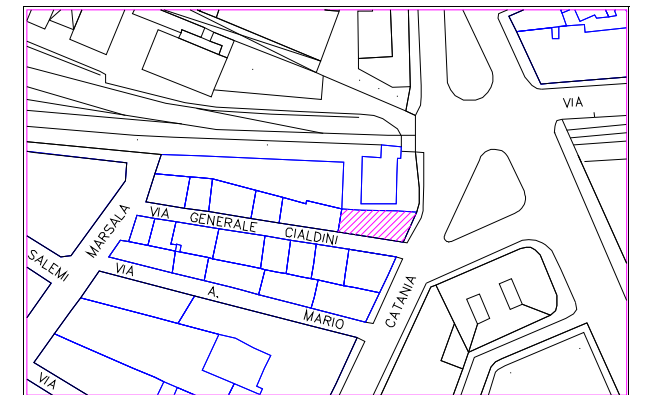 VIA
MARSALA
VIA GENERALE CIALDINI
SALEMI
VIA A. MARIO
CATANIA
VIA